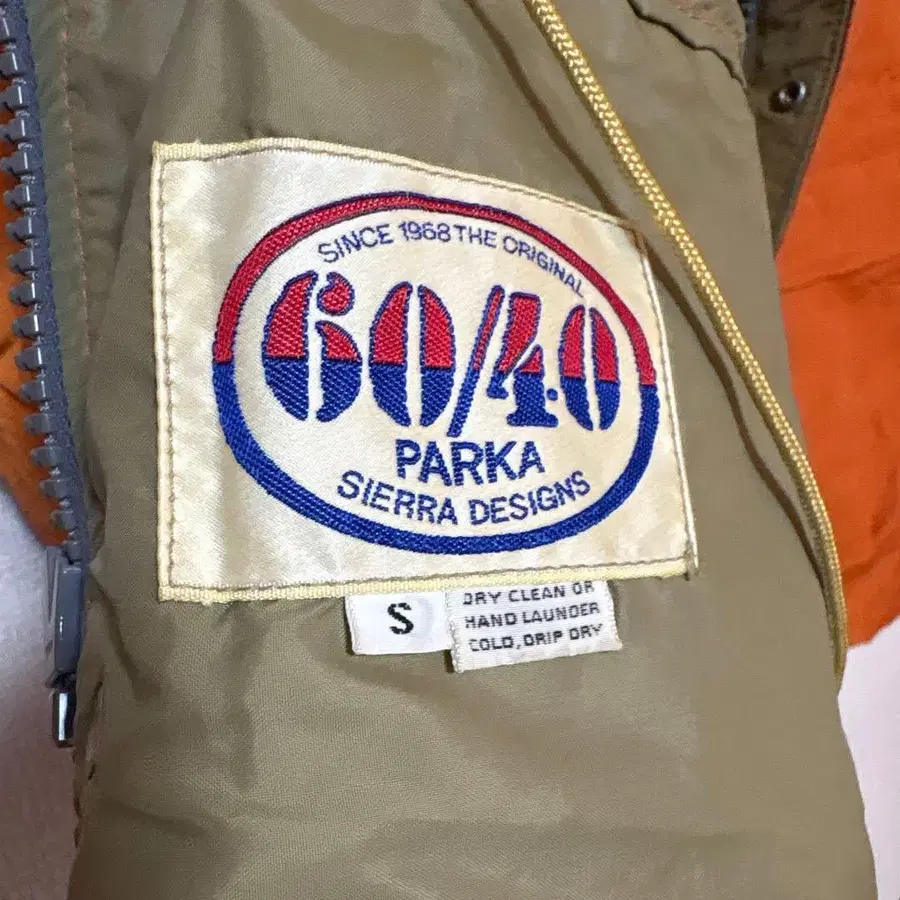 SINCE 1968 THE ORIGINAL
60/40
PARKA
SIERRA DESIGNS
S
DRY CLEAN OR
HAND LAUNDER
COLD, DRIP DRY